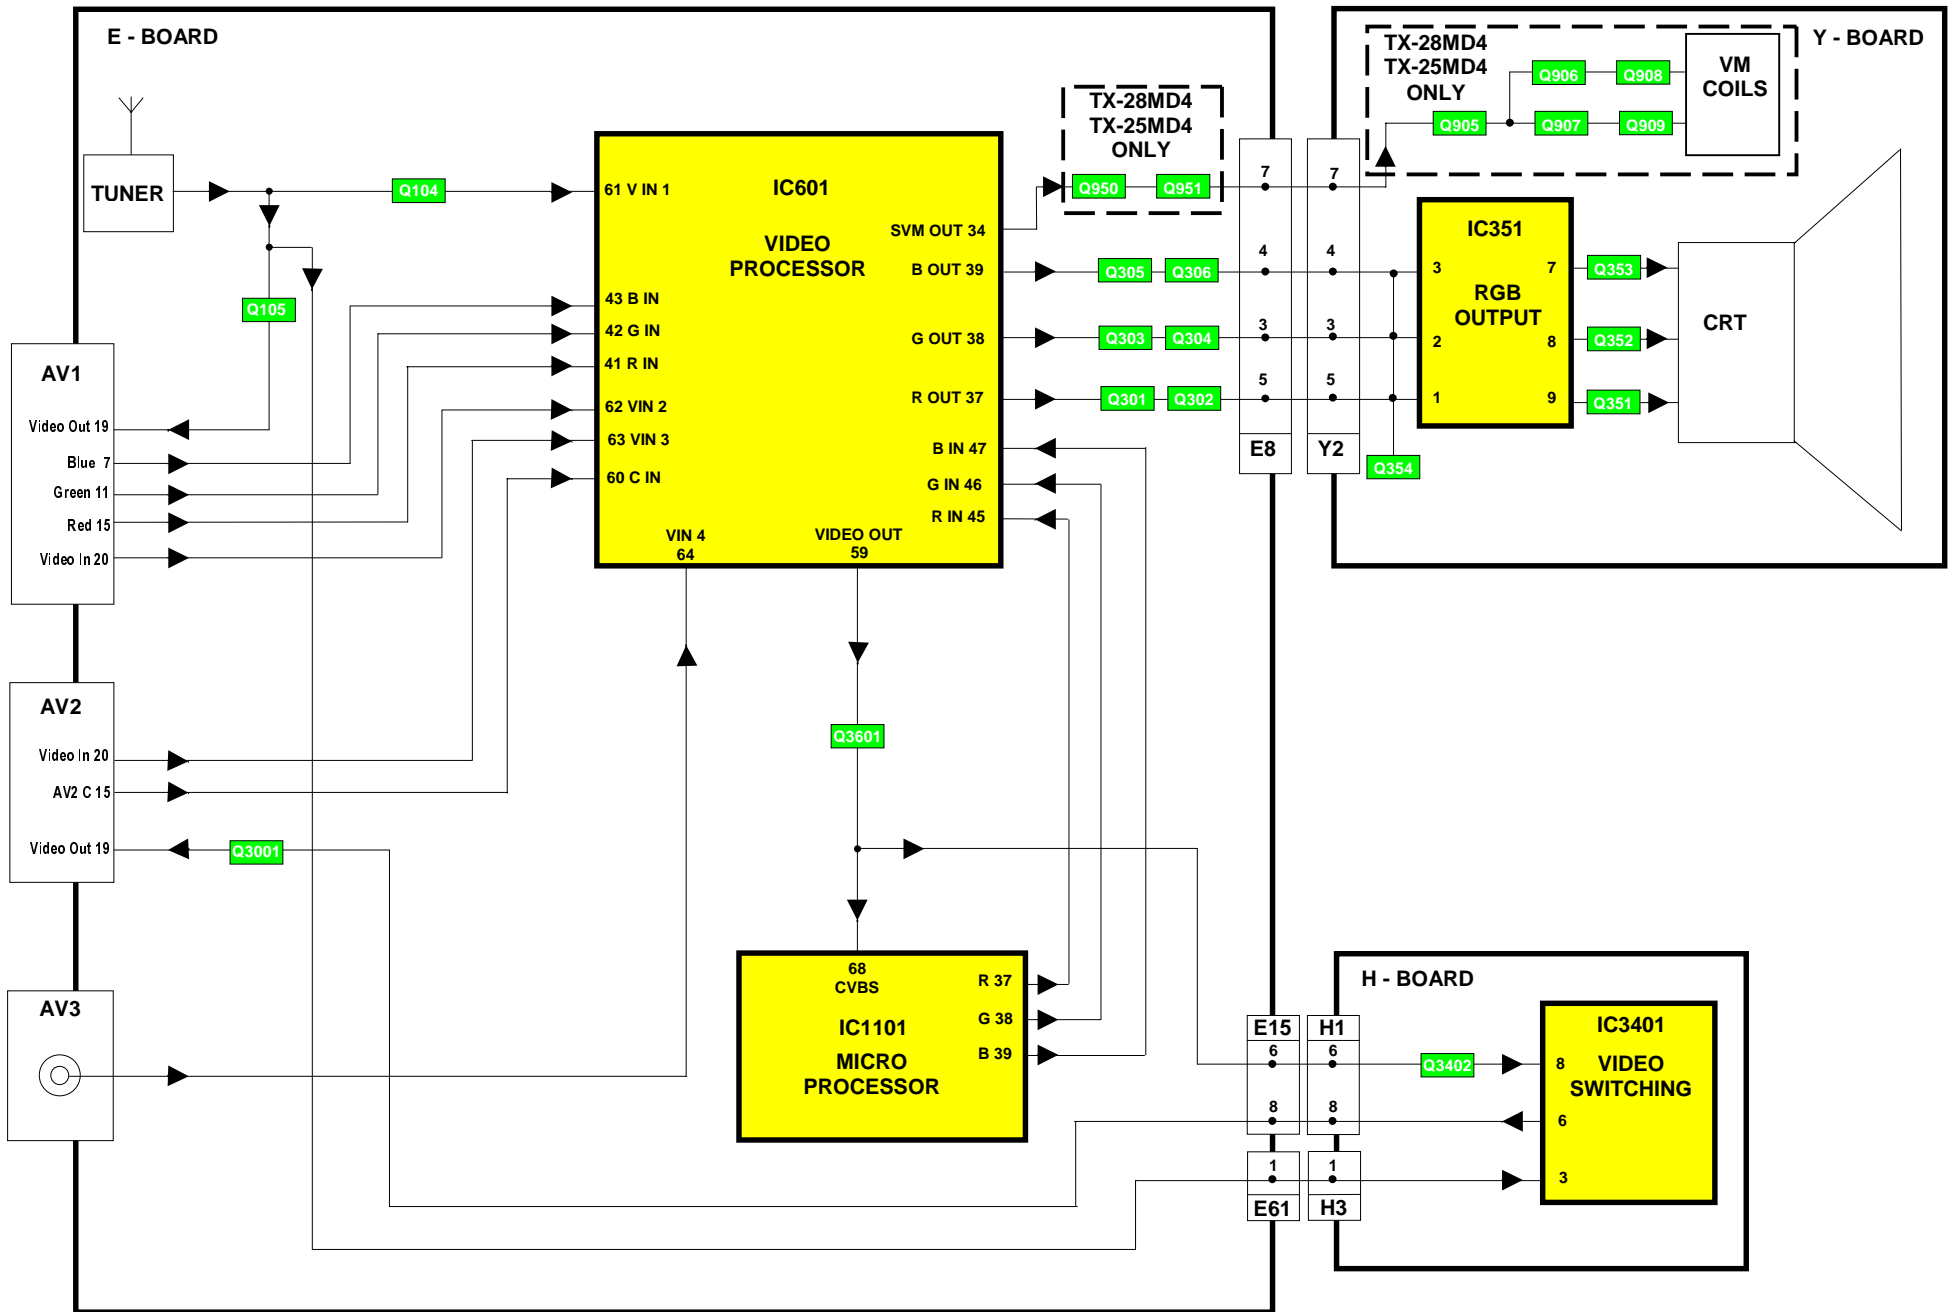 E - BOARD
TUNER
Q104
Q105
AV1
Video Out 19
Blue 7
Green 11
Red 15
Video In 20
AV2
Video In 20
AV2 C 15
Video Out 19
Q3001
AV3
61 V IN 1
IC601
VIDEO
PROCESSOR
43 B IN
42 G IN
41 R IN
62 VIN 2
63 VIN 3
60 C IN
VIN 4
64
VIDEO OUT
59
SVM OUT 34
B OUT 39
G OUT 38
R OUT 37
B IN 47
G IN 46
R IN 45
TX-28MD4
TX-25MD4
ONLY
Q950
Q951
Q305
Q306
Q303
Q304
Q301
Q302
7
4
3
5
E8
7
4
3
5
Y2
Y - BOARD
TX-28MD4
TX-25MD4
ONLY
Q905
Q906
Q908
Q907
Q909
VM
COILS
IC351
RGB
OUTPUT
3
2
1
7
8
9
Q353
Q352
Q351
Q354
CRT
Q3601
68
CVBS
IC1101
MICRO
PROCESSOR
R 37
G 38
B 39
E15
6
8
1
E61
H1
6
8
1
H3
H - BOARD
Q3402
IC3401
VIDEO
SWITCHING
8
6
3